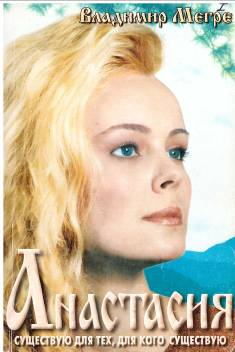 Владимир Мегре
Анастасия
существую для тех, для кого существую